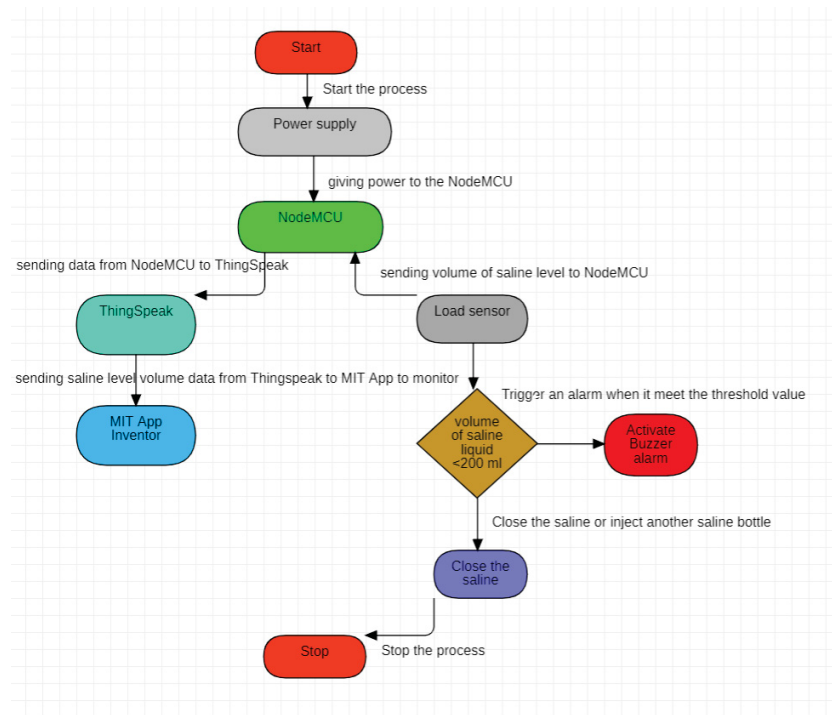 Start
Start the process
Power supply
giving power to the NodeMCU
NodeMCU
sending data from NodeMCU to ThingSpeak
sending volume of saline level to NodeMCU
ThingSpeak
Load sensor
sending saline level volume data from Thingspeak to MIT App to monitor
Trigger an alarm when it meet the threshold value
MIT App
Inventor
volume
of saline
liquid
<200 ml
Activate
Buzzer
alarm
Close the saline or inject another saline bottle
Close the
saline
Stop
Stop the process